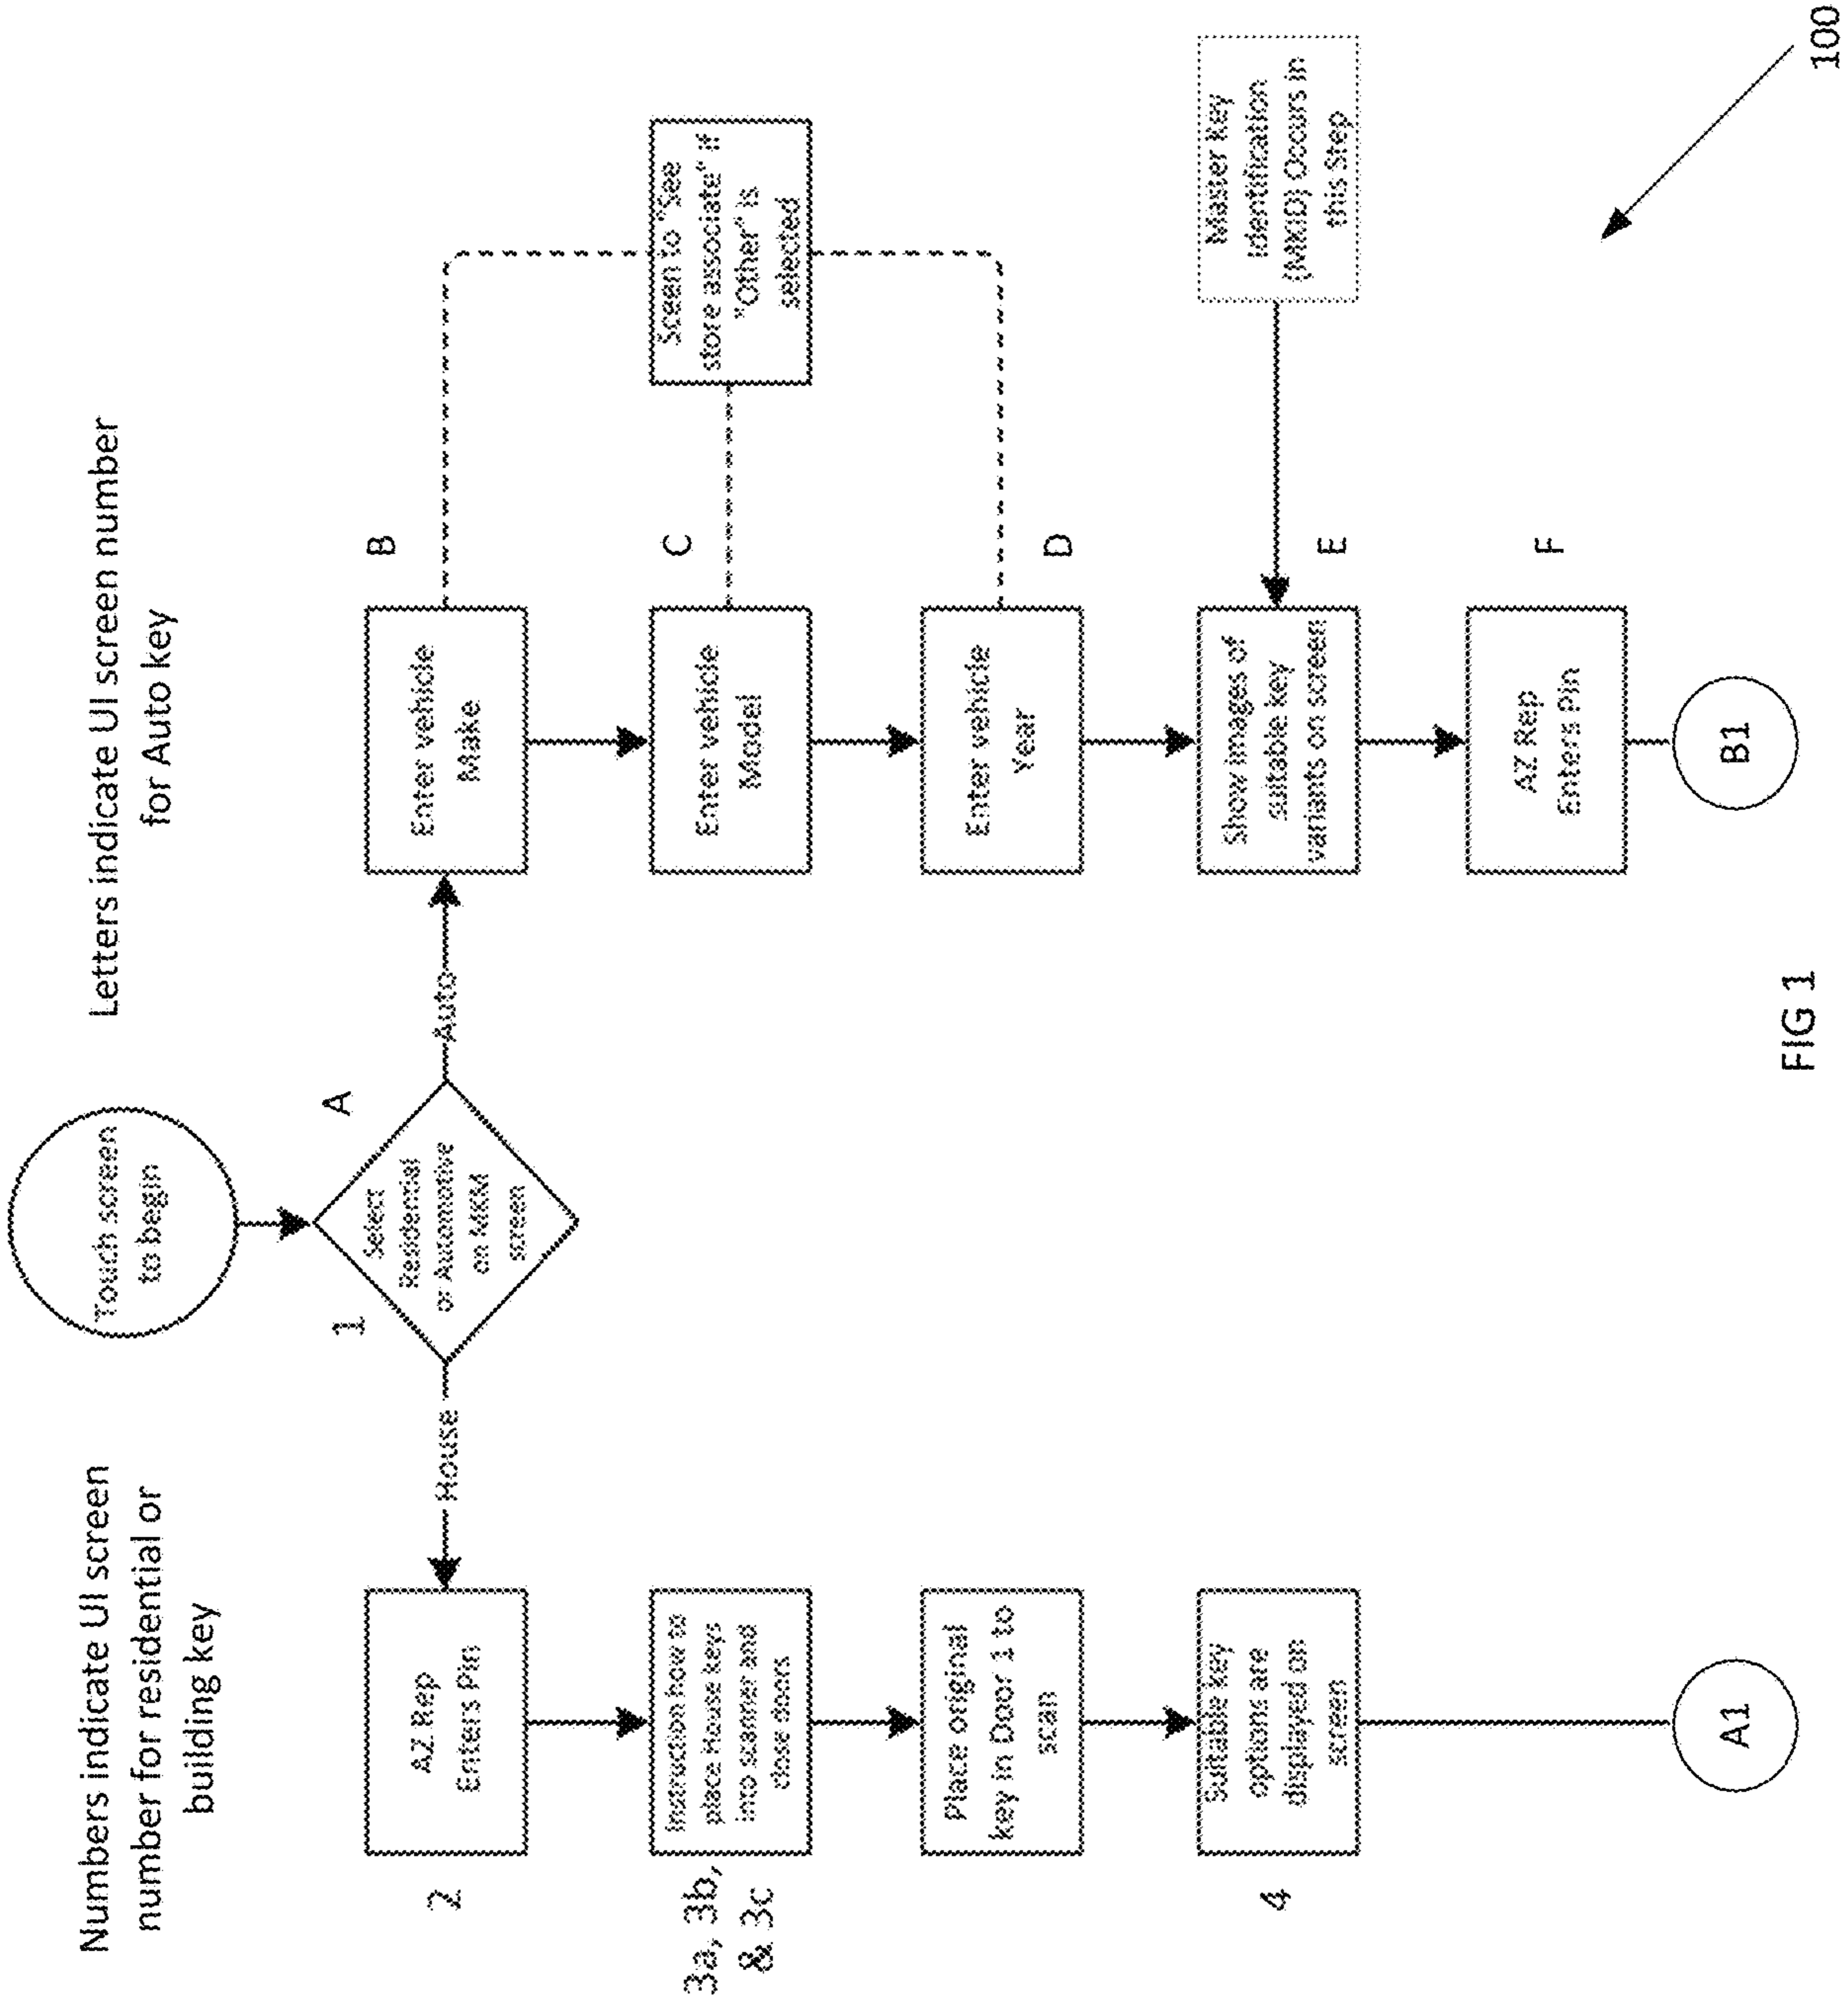 Numbers indicate UI screen
number for residential or
building key
Letters indicate UI screen number
for Auto key
Touch screen
to begin
1
A
Select
Residential
or Automotive
on MKM
screen
House
Auto
2
AZ Rep
Enters Pin
3a, 3b,
& 3c
Instruction how to
place House keys
into scanner and
close doors
Place original
key in Door 1 to
scan
4
Suitable key
options are
displayed on
screen
A1
Enter vehicle
Make
B
Enter vehicle
Model
C
Screen to "See
store associate" if
"Other" is
selected
Enter vehicle
Year
D
Show images of
suitable key
variants on screen
E
Master Key
Identification
(MKID) Occurs in
this Step
AZ Rep
Enters Pin
F
B1
FIG 1
100